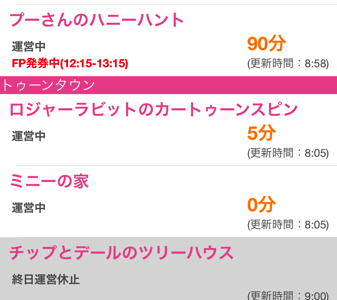 プーさんのハニーハント
運営中
90分
FP発券中(12:15-13:15)
(更新時間：8:58)
トゥーンタウン
ロジャーラビットのカートゥーンスピン
運営中
5分
(更新時間：8:05)
ミニーの家
運営中
0分
(更新時間：8:05)
チップとデールのツリーハウス
終日運営休止
(更新時間：9:00)